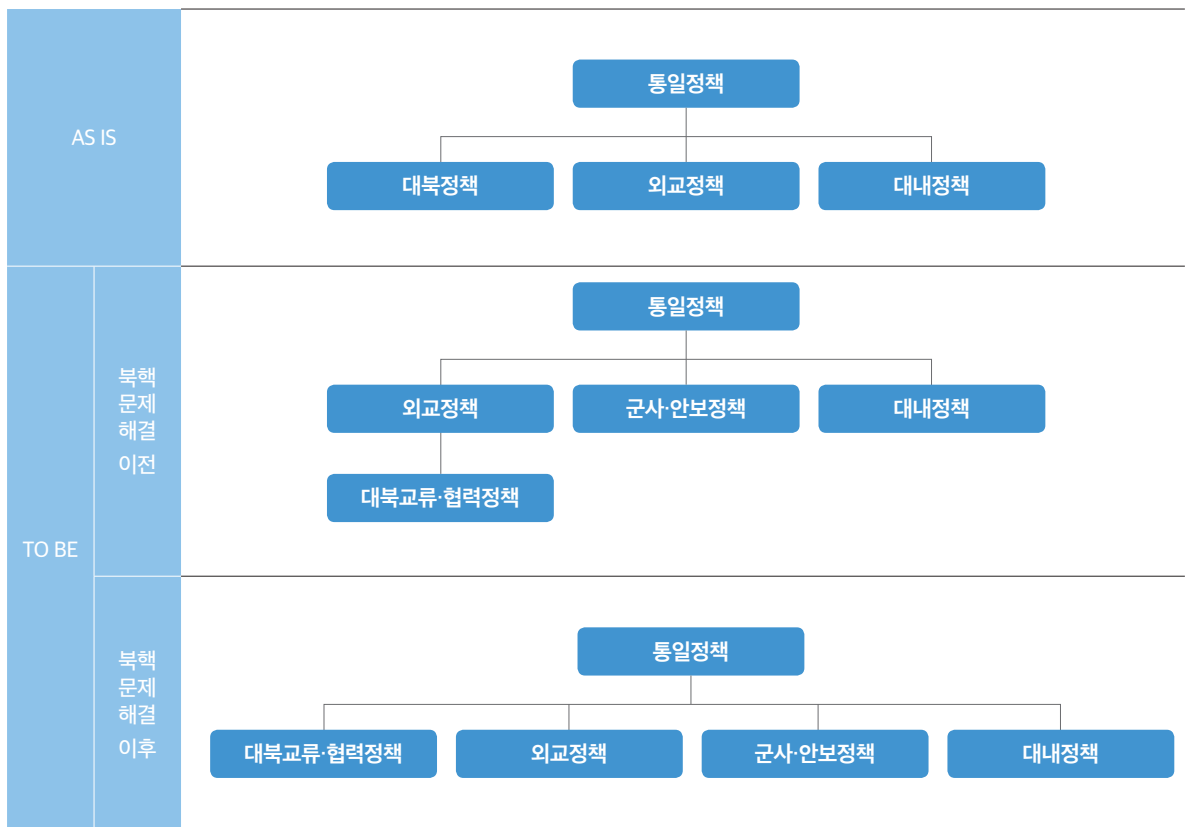 AS IS
통일정책
대북정책
외교정책
대내정책
TO BE
북핵
문제
해결
이전
통일정책
외교정책
군사·안보정책
대내정책
대북교류·협력정책
북핵
문제
해결
이후
통일정책
대북교류·협력정책
외교정책
군사·안보정책
대내정책